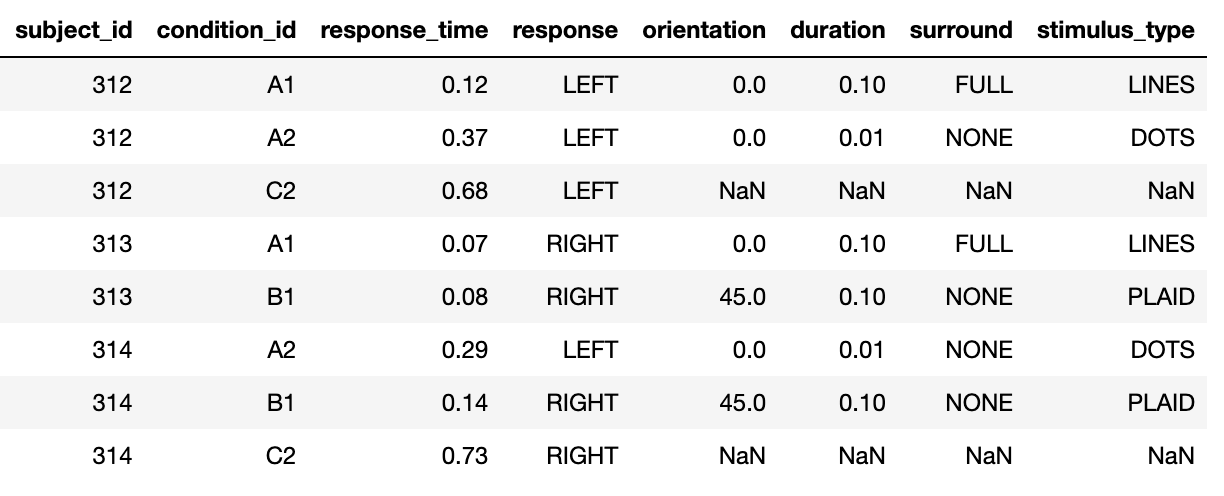 subject_id condition_id response_time response orientation duration surround stimulus_type
312 A1 0.12 LEFT 0.0 0.10 FULL LINES
312 A2 0.37 LEFT 0.0 0.01 NONE DOTS
312 C2 0.68 LEFT NaN NaN NaN NaN
313 A1 0.07 RIGHT 0.0 0.10 FULL LINES
313 B1 0.08 RIGHT 45.0 0.10 NONE PLAID
314 A2 0.29 LEFT 0.0 0.01 NONE DOTS
314 B1 0.14 RIGHT 45.0 0.10 NONE PLAID
314 C2 0.73 RIGHT NaN NaN NaN NaN